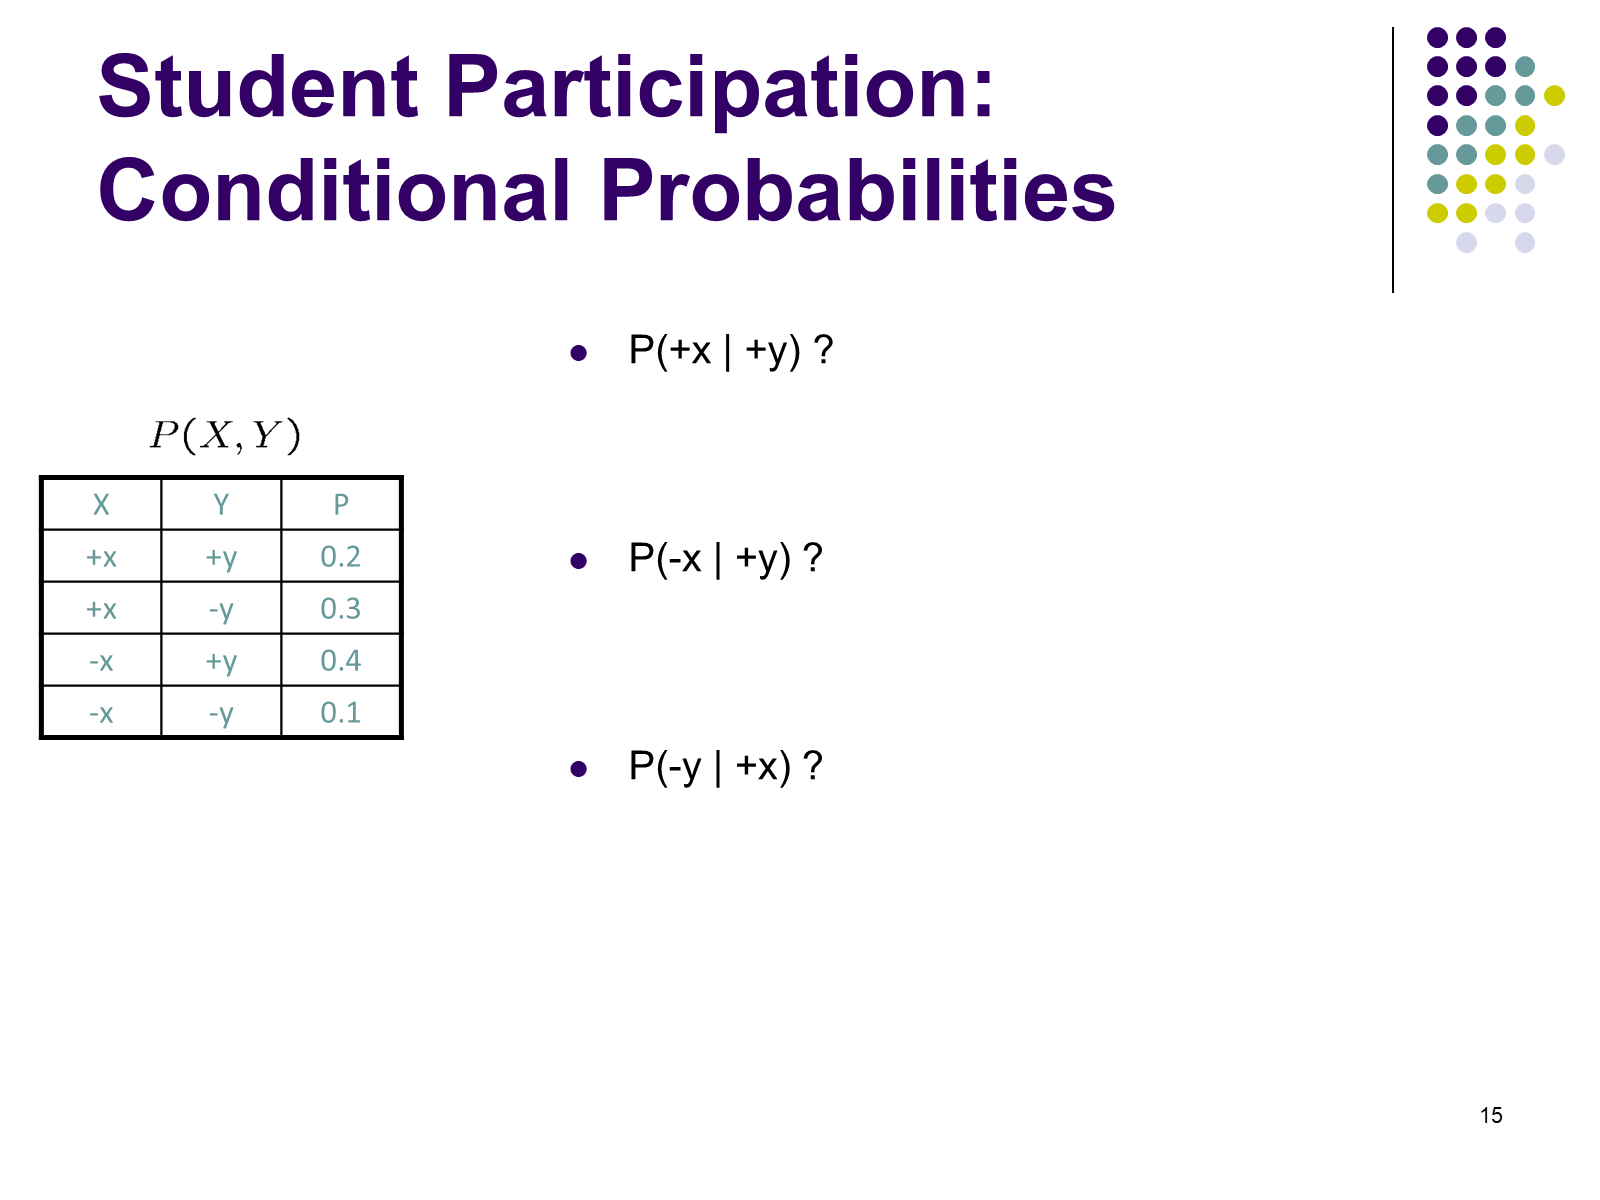 Student Participation:
Conditional Probabilities
P(+x | +y) ?
P(X, Y)
X Y P
+x +y 0.2
+x -y 0.3
-x +y 0.4
-x -y 0.1
P(-x | +y) ?
P(-y | +x) ?
15